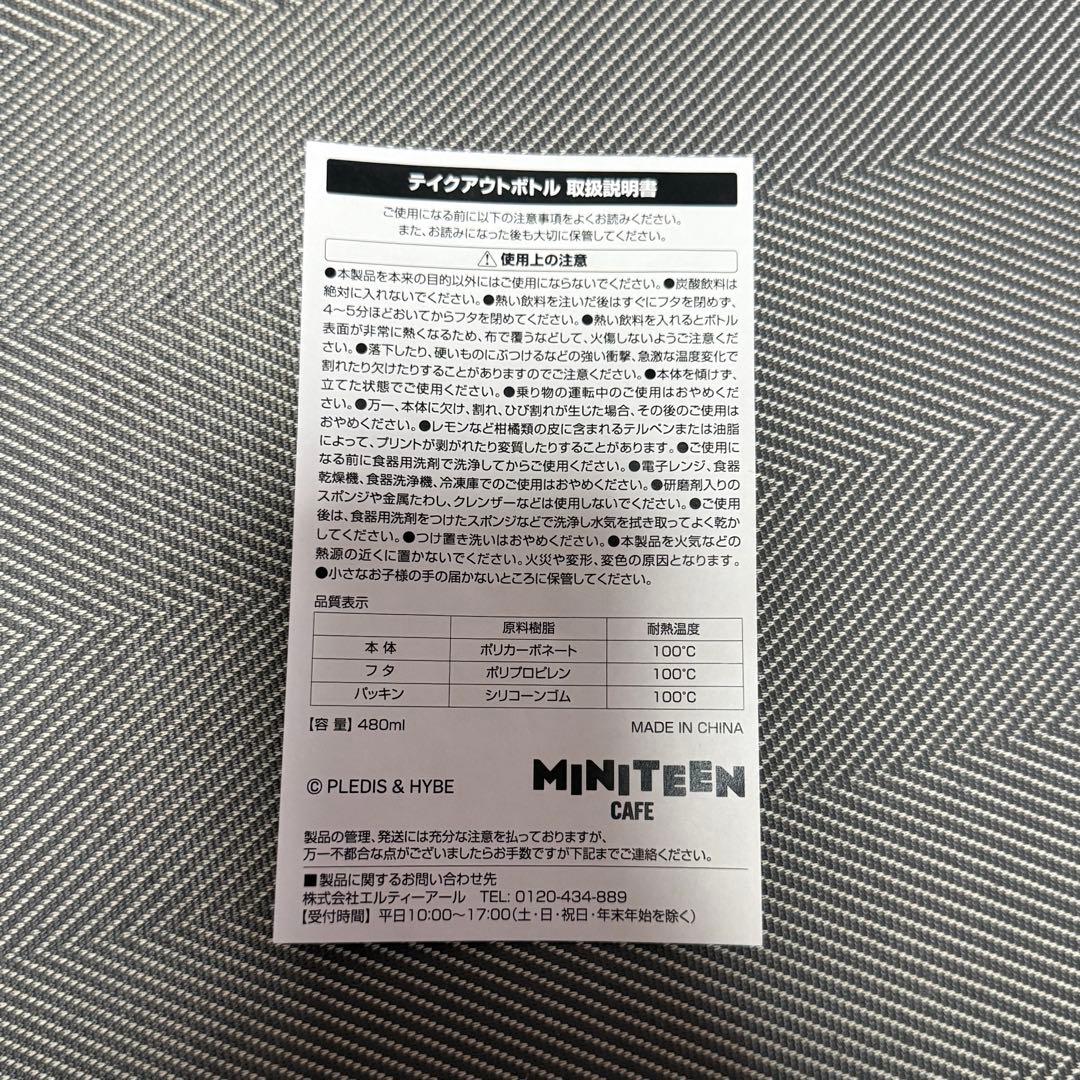 テイクアウトボトル 取扱説明書
ご使用になる前に以下の注意事項をよくお読みください。
また、お読みになった後も大切に保管してください。
⚠ 使用上の注意
●本製品を本来の目的以外にはご使用にならないでください。●炭酸飲料は
絶対に入れないでください。●熱い飲料を注いだ後はすぐにフタを閉めず、
4〜5分ほどおいてからフタを閉めてください。●熱い飲料を入れるとボトル
表面が非常に熱くなるため、布で覆うなどして、火傷しないようご注意くだ
さい。●落下したり、硬いものにぶつけるなどの強い衝撃、急激な温度変化で
割れたり欠けたりすることがありますのでご注意ください。●本体を傾けず、
立てた状態でご使用ください。●乗り物の運転中のご使用はおやめくだ
さい。●万一、本体に欠け、割れ、ひび割れが生じた場合、その後のご使用は
おやめください。●レモンなど柑橘類の皮に含まれるテルペンまたは油脂
によって、プリントが剥がれたり変質したりすることがあります。●ご使用に
なる前に食器用洗剤で洗浄してからご使用ください。●電子レンジ、食器
乾燥機、食器洗浄機、冷凍庫でのご使用はおやめください。●研磨剤入りの
スポンジや金属たわし、クレンザーなどは使用しないでください。●ご使用
後は、食器用洗剤をつけたスポンジなどで洗浄し水気を拭き取ってよく乾か
してください。●つけ置き洗いはおやめください。●本製品を火気などの
熱源の近くに置かないでください。火災や変形、変色の原因となります。
●小さなお子様の手の届かないところに保管してください。
品質表示
原料樹脂 耐熱温度
本 体 ポリカーボネート 100℃
フ タ ポリプロピレン 100℃
パッキン シリコーンゴム 100℃
【容 量】480ml MADE IN CHINA
© PLEDIS & HYBE
MINITEEN
CAFE
製品の管理、発送には充分な注意を払っておりますが、
万一不都合な点がございましたらお手数ですが下記までご連絡ください。
■製品に関するお問い合わせ先
株式会社エルティーアール TEL: 0120-434-889
【受付時間】平日10:00〜17:00(土・日・祝日・年末年始を除く)